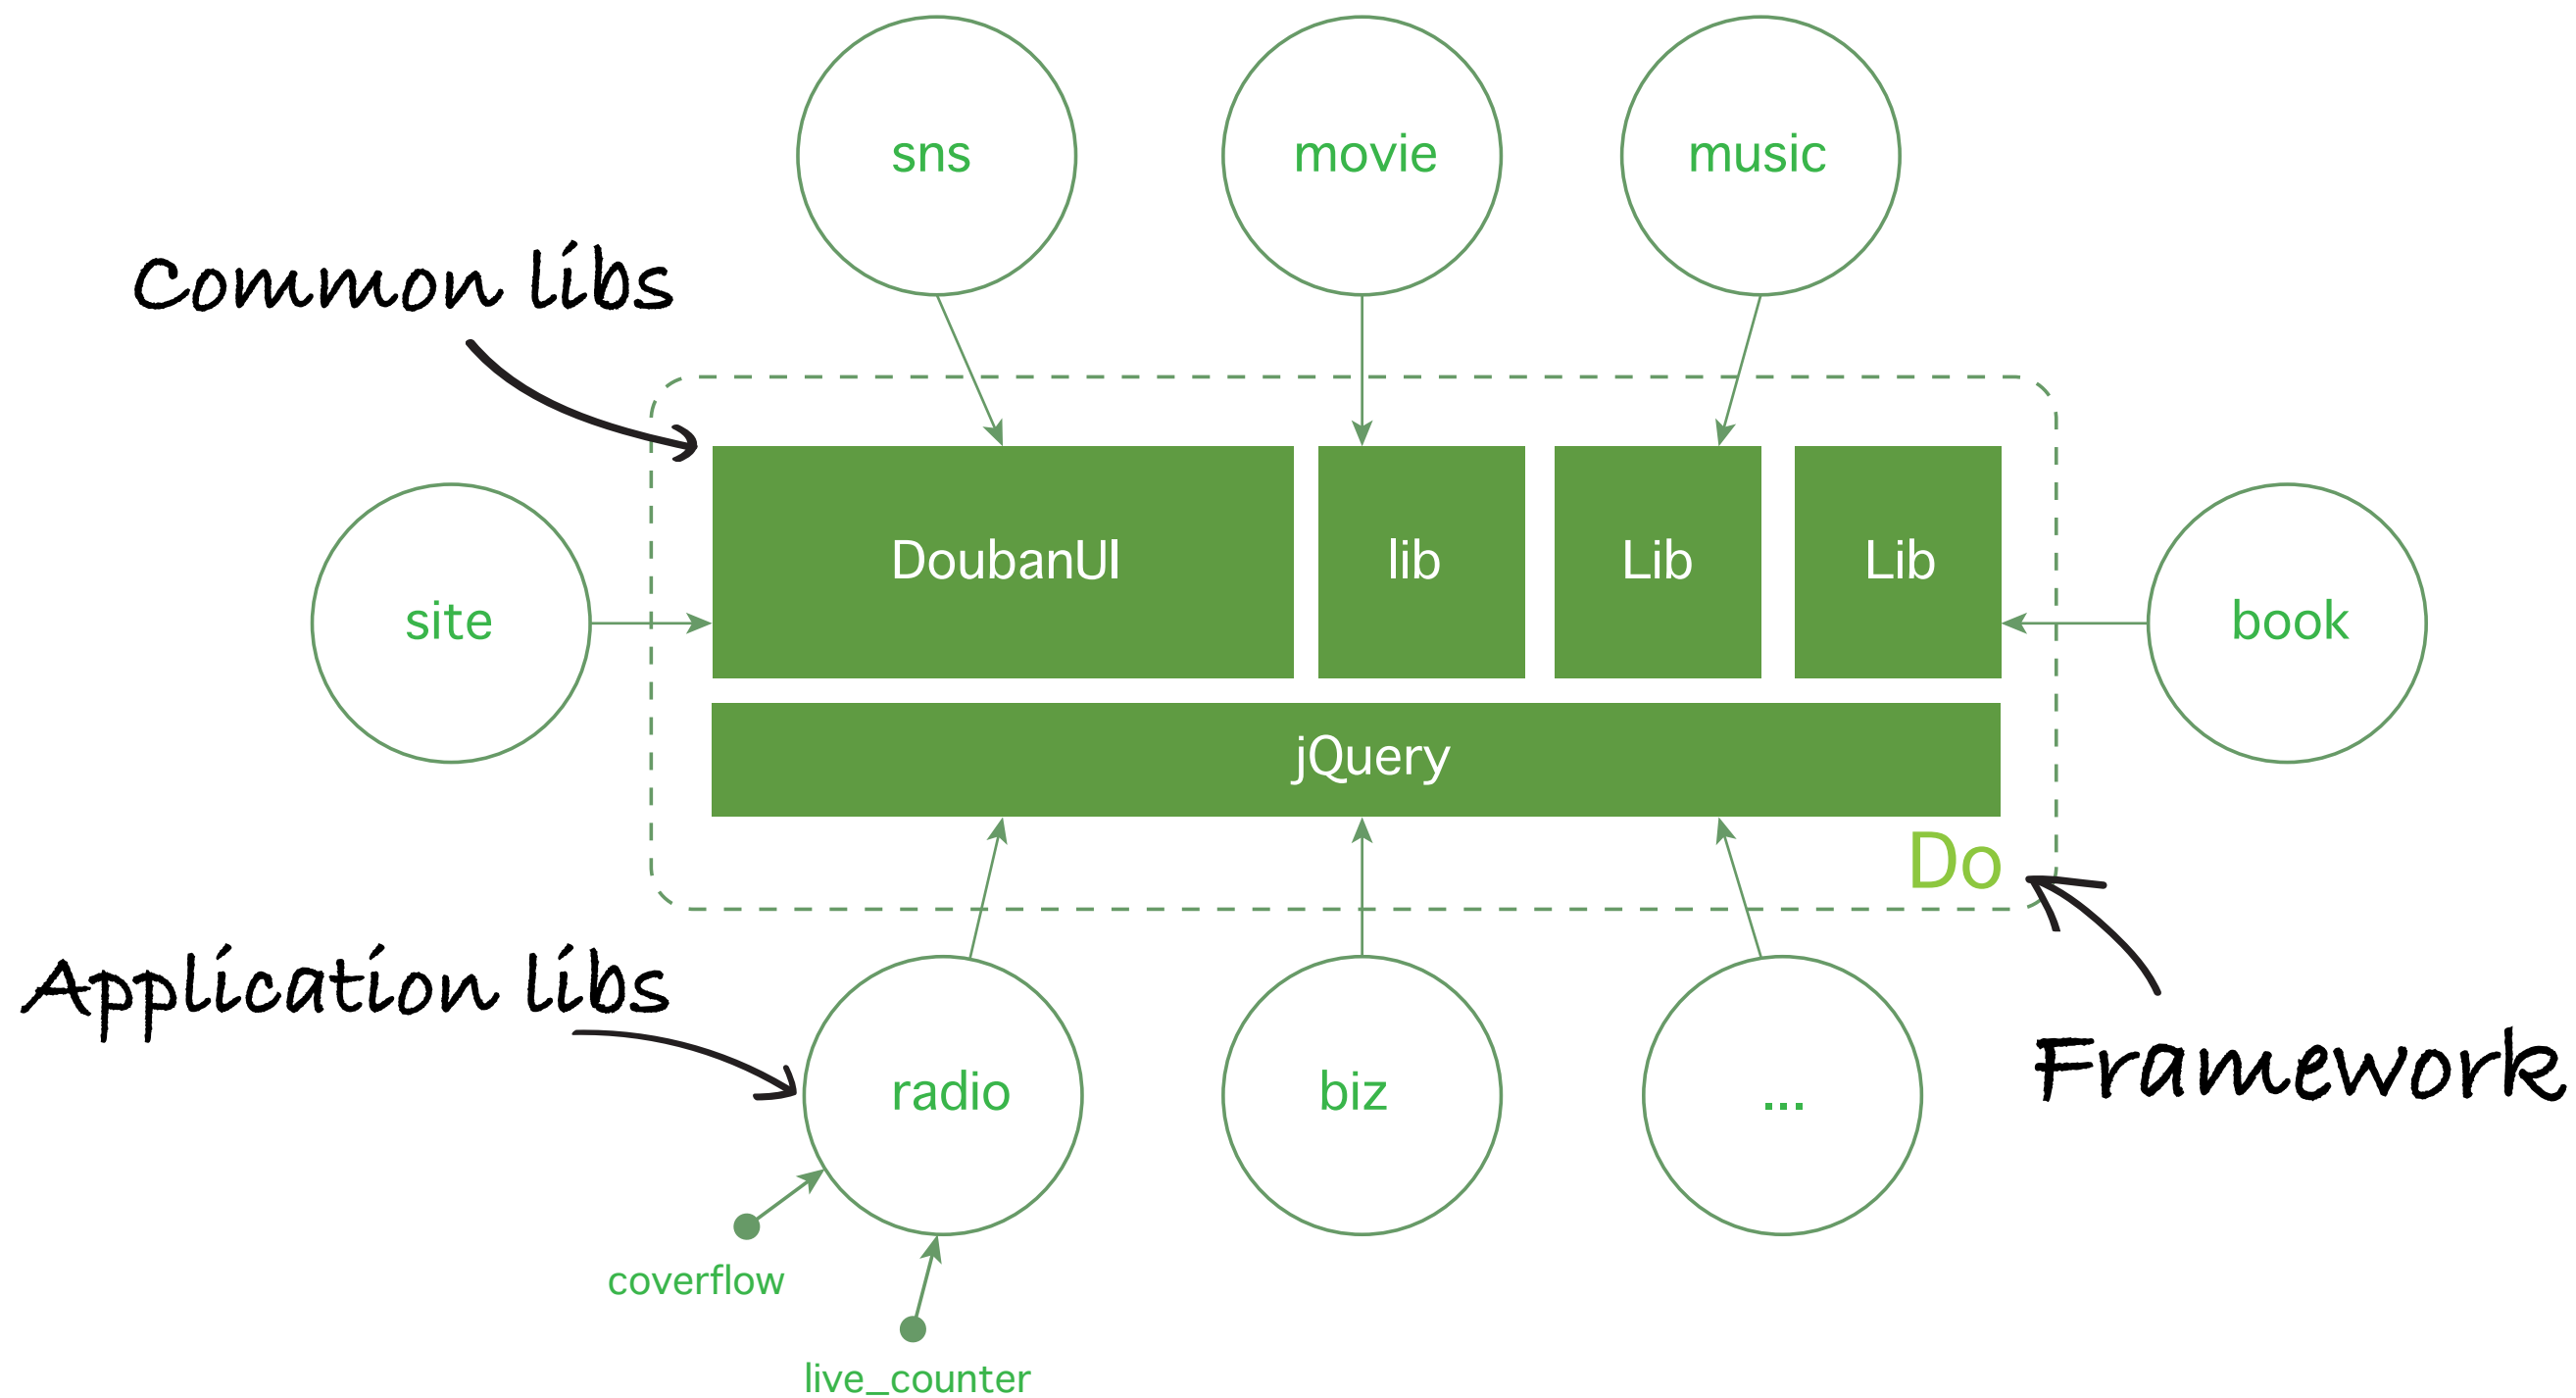 sns
movie
music
Common libs
DoubanUI
lib
Lib
Lib
site
book
jQuery
Do
Application libs
Framework
radio
biz
...
coverflow
live_counter